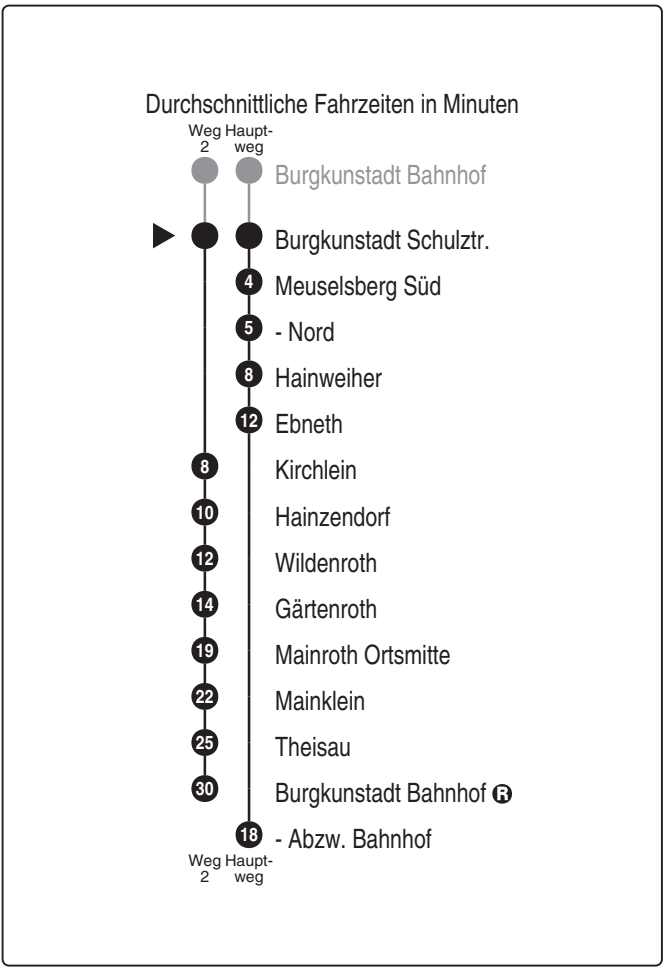 Durchschnittliche Fahrzeiten in Minuten
Weg Haupt-
2 weg
Burgkunstadt Bahnhof
Burgkunstadt Schulztr.
4 Meuselsberg Süd
5 - Nord
8 Hainweiher
12 Ebneth
8 Kirchlein
10 Hainzendorf
12 Wildenroth
14 Gärtenroth
19 Mainroth Ortsmitte
22 Mainklein
25 Theisau
30 Burgkunstadt Bahnhof R
18 - Abzw. Bahnhof
Weg Haupt-
2 weg